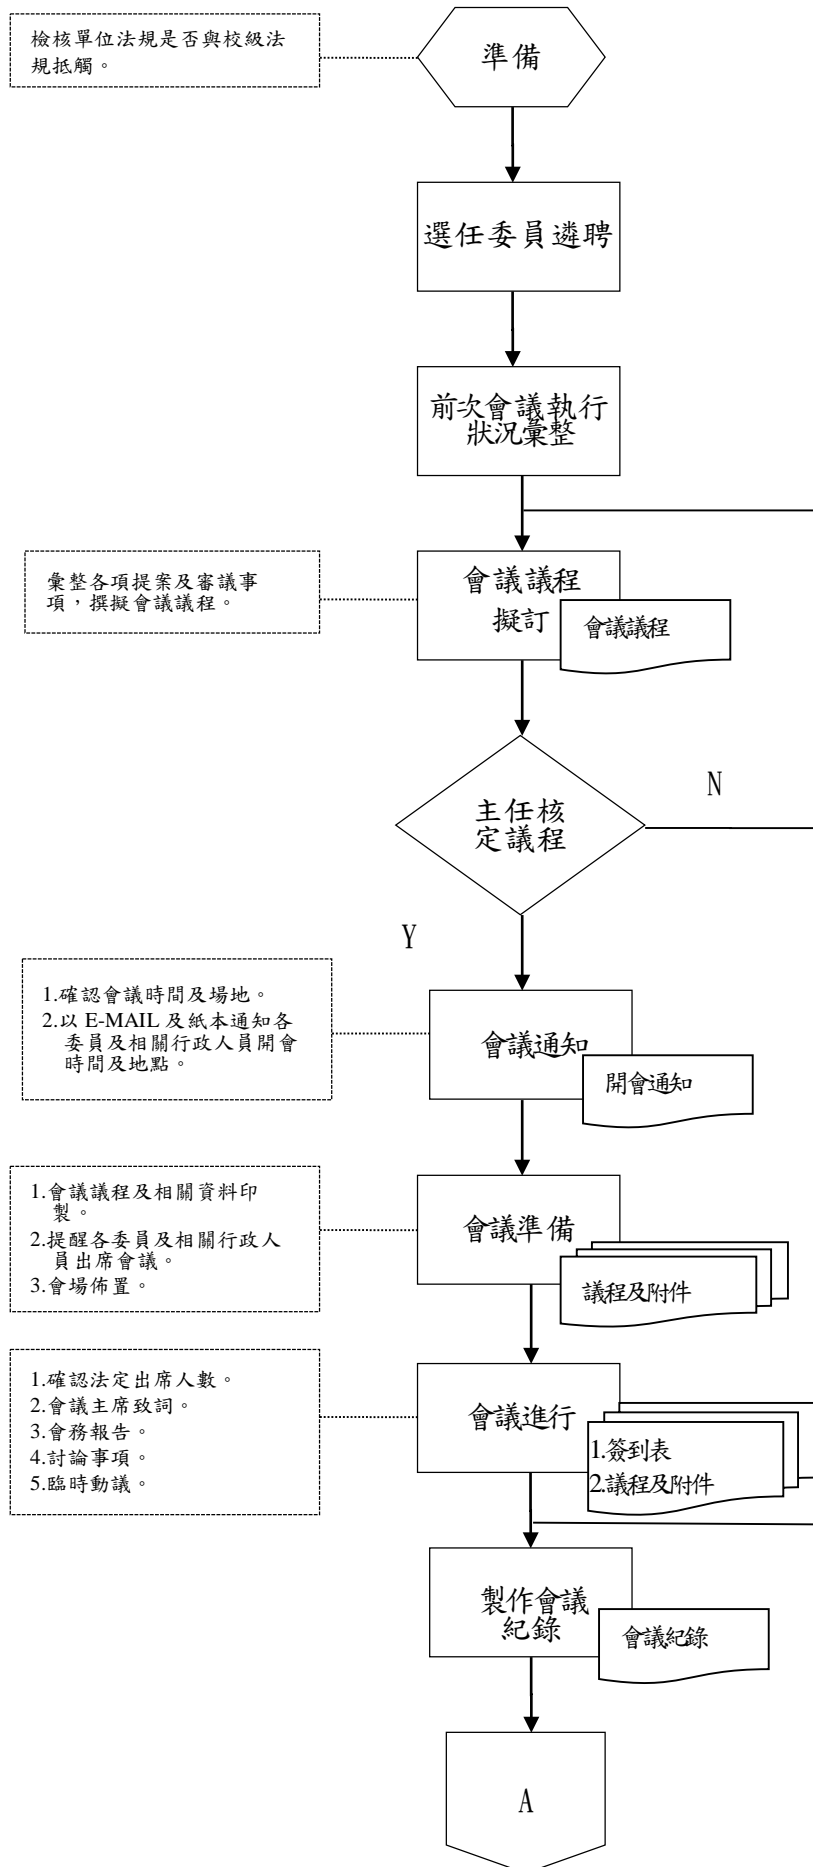 檢核單位法規是否與校級法
規抵觸。
準備
選任委員遴聘
前次會議執行
狀況彙整
彙整各項提案及審議事
項，撰擬會議議程。
會議議程
擬訂
會議議程
主任核
定議程
N
Y
1.確認會議時間及場地。
2.以 E-MAIL 及紙本通知各
委員及相關行政人員開會
時間及地點。
會議通知
開會通知
1.會議議程及相關資料印
製。
2.提醒各委員及相關行政人
員出席會議。
3.會場佈置。
會議準備
議程及附件
1.確認法定出席人數。
2.會議主席致詞。
3.會務報告。
4.討論事項。
5.臨時動議。
會議進行
1.簽到表
2.議程及附件
製作會議
紀錄
會議紀錄
A